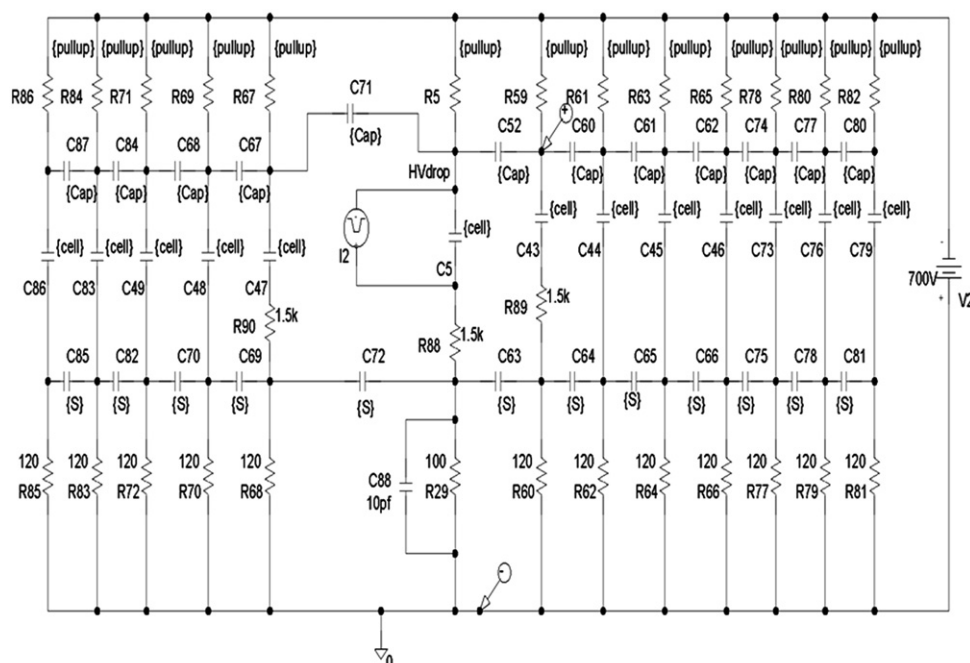 {pullup} {pullup} {pullup} {pullup} {pullup} {pullup} {pullup} {pullup} {pullup} {pullup} {pullup} {pullup} {pullup}
R86 R84 R71 R69 R67 C71 R5 R59 R61 R63 R65 R78 R80 R82
+
C87 C84 C68 C67 {Cap} C52 C60 C61 C62 C74 C77 C80
{Cap} {Cap} {Cap} {Cap} HVdrop {Cap} {Cap} {Cap} {Cap} {Cap} {Cap} {Cap}
{cell} {cell} {cell} {cell} {cell} {cell} {cell} {cell} {cell} {cell} {cell} {cell} {cell}
I2
C86 C83 C49 C48 C47 C5 C43 C44 C45 C46 C73 C76 C79
700V
+ V2
R90 1.5k R88 1.5k R89 1.5k
C85 C82 C70 C69 C72 C63 C64 C65 C66 C75 C78 C81
{S} {S} {S} {S} {S} {S} {S} {S} {S} {S} {S} {S}
120 120 120 120 120 100 120 120 120 120 120 120 120
R85 R83 R72 R70 R68 C88 R29 R60 R62 R64 R66 R77 R79 R81
10pf
-
0